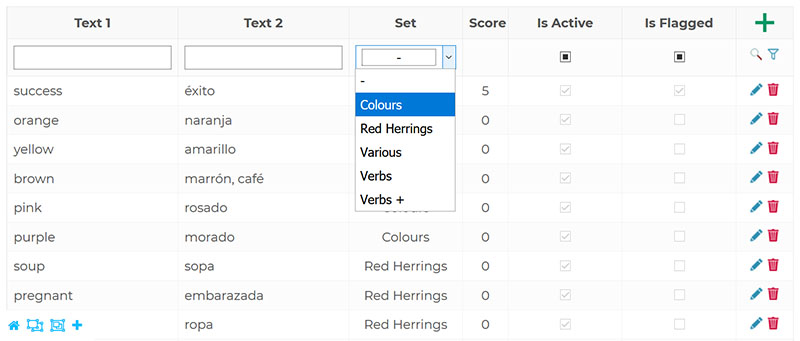 Text 1 Text 2 Set Score Is Active Is Flagged
-
-
success éxito 5
Colours
orange naranja 0
Red Herrings
yellow amarillo 0
Various
brown marrón, café 0
Verbs
Verbs +
pink rosado Colours 0
purple morado Colours 0
soup sopa Red Herrings 0
pregnant embarazada Red Herrings 0
ropa Red Herrings 0